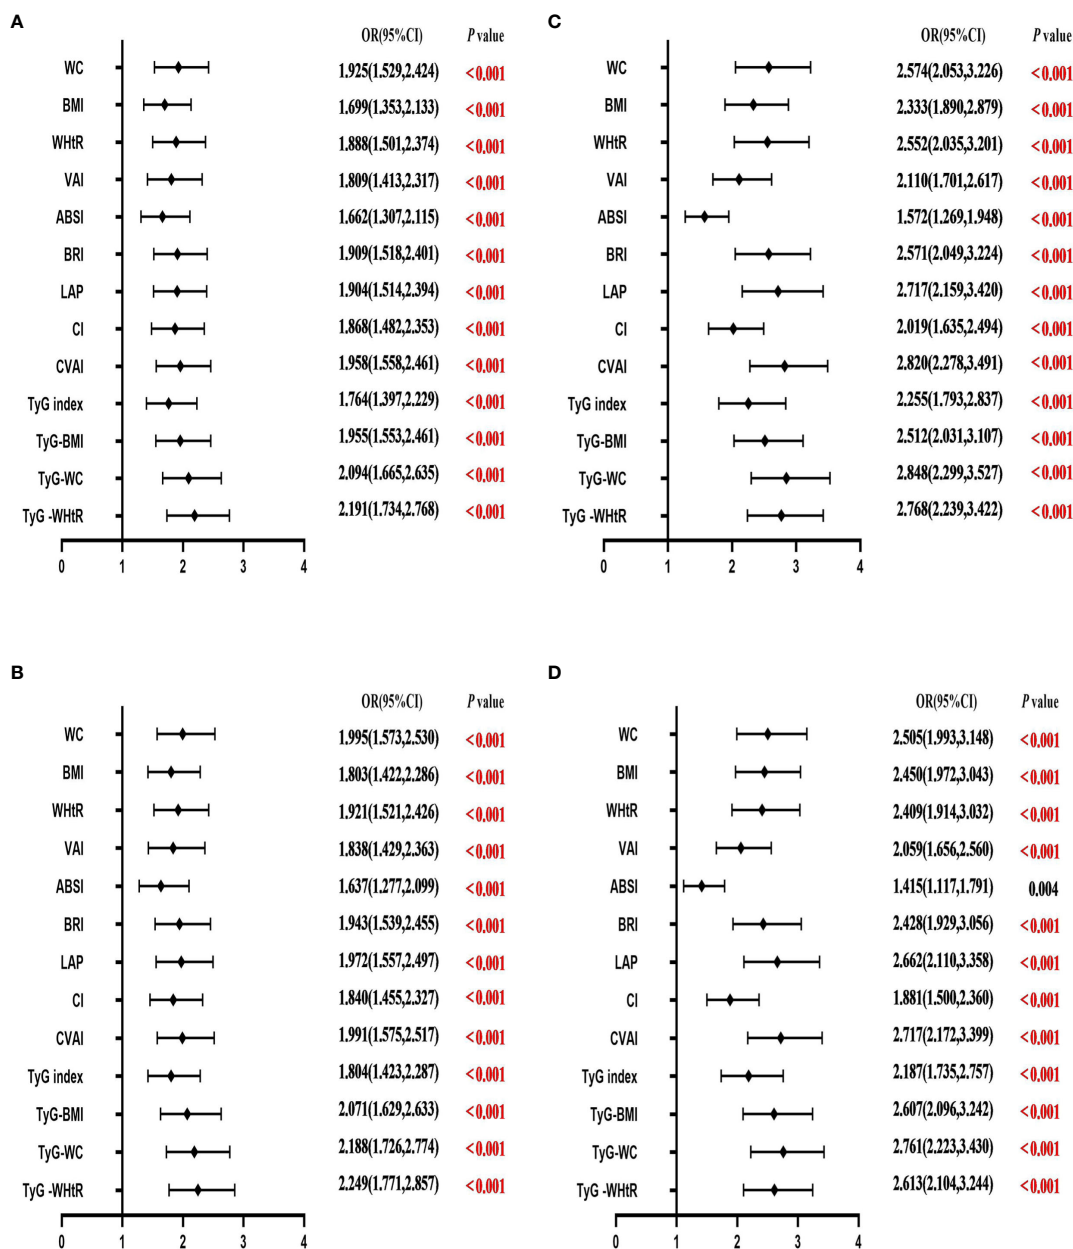 A
OR(95%CI) P value
WC 1.925(1.529,2.424) <0.001
BMI 1.699(1.353,2.133) <0.001
WHtR 1.888(1.501,2.374) <0.001
VAI 1.809(1.413,2.317) <0.001
ABSI 1.662(1.307,2.115) <0.001
BRI 1.909(1.518,2.401) <0.001
LAP 1.904(1.514,2.394) <0.001
CI 1.868(1.482,2.353) <0.001
CVAI 1.958(1.558,2.461) <0.001
TyG index 1.764(1.397,2.229) <0.001
TyG-BMI 1.955(1.553,2.461) <0.001
TyG-WC 2.094(1.665,2.635) <0.001
TyG -WHtR 2.191(1.734,2.768) <0.001
0 1 2 3 4
C
OR(95%CI) P value
WC 2.574(2.053,3.226) <0.001
BMI 2.333(1.890,2.879) <0.001
WHtR 2.552(2.035,3.201) <0.001
VAI 2.110(1.701,2.617) <0.001
ABSI 1.572(1.269,1.948) <0.001
BRI 2.571(2.049,3.224) <0.001
LAP 2.717(2.159,3.420) <0.001
CI 2.019(1.635,2.494) <0.001
CVAI 2.820(2.278,3.491) <0.001
TyG index 2.255(1.793,2.837) <0.001
TyG-BMI 2.512(2.031,3.107) <0.001
TyG-WC 2.848(2.299,3.527) <0.001
TyG -WHtR 2.768(2.239,3.422) <0.001
0 1 2 3 4
B
OR(95%CI) P value
WC 1.995(1.573,2.530) <0.001
BMI 1.803(1.422,2.286) <0.001
WHtR 1.921(1.521,2.426) <0.001
VAI 1.838(1.429,2.363) <0.001
ABSI 1.637(1.277,2.099) <0.001
BRI 1.943(1.539,2.455) <0.001
LAP 1.972(1.557,2.497) <0.001
CI 1.840(1.455,2.327) <0.001
CVAI 1.991(1.575,2.517) <0.001
TyG index 1.804(1.423,2.287) <0.001
TyG-BMI 2.071(1.629,2.633) <0.001
TyG-WC 2.188(1.726,2.774) <0.001
TyG -WHtR 2.249(1.771,2.857) <0.001
0 1 2 3 4
D
OR(95%CI) P value
WC 2.505(1.993,3.148) <0.001
BMI 2.450(1.972,3.043) <0.001
WHtR 2.409(1.914,3.032) <0.001
VAI 2.059(1.656,2.560) <0.001
ABSI 1.415(1.117,1.791) 0.004
BRI 2.428(1.929,3.056) <0.001
LAP 2.662(2.110,3.358) <0.001
CI 1.881(1.500,2.360) <0.001
CVAI 2.717(2.172,3.399) <0.001
TyG index 2.187(1.735,2.757) <0.001
TyG-BMI 2.607(2.096,3.242) <0.001
TyG-WC 2.761(2.223,3.430) <0.001
TyG -WHtR 2.613(2.104,3.244) <0.001
0 1 2 3 4